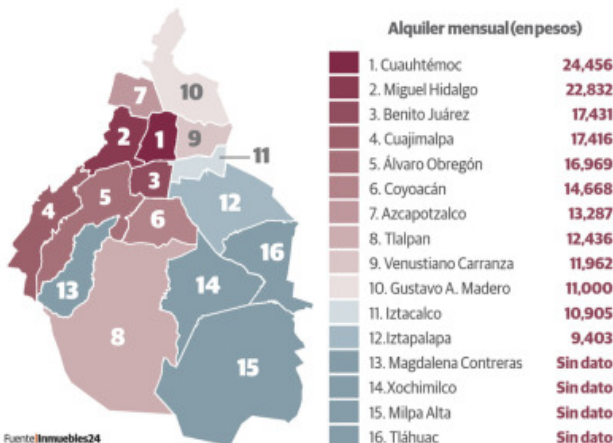 Alquiler mensual (en pesos)
1. Cuauhtémoc 24,456
2. Miguel Hidalgo 22,832
3. Benito Juárez 17,431
4. Cuajimalpa 17,416
5. Álvaro Obregón 16,969
6. Coyoacán 14,668
7. Azcapotzalco 13,287
8. Tlalpan 12,436
9. Venustiano Carranza 11,962
10. Gustavo A. Madero 11,000
11. Iztacalco 10,905
12. Iztapalapa 9,403
13. Magdalena Contreras Sin dato
14. Xochimilco Sin dato
15. Milpa Alta Sin dato
16. Tláhuac Sin dato
7
10
2
1
9
11
3
12
5
4
6
16
13
14
8
15
Fuente|Inmuebles24